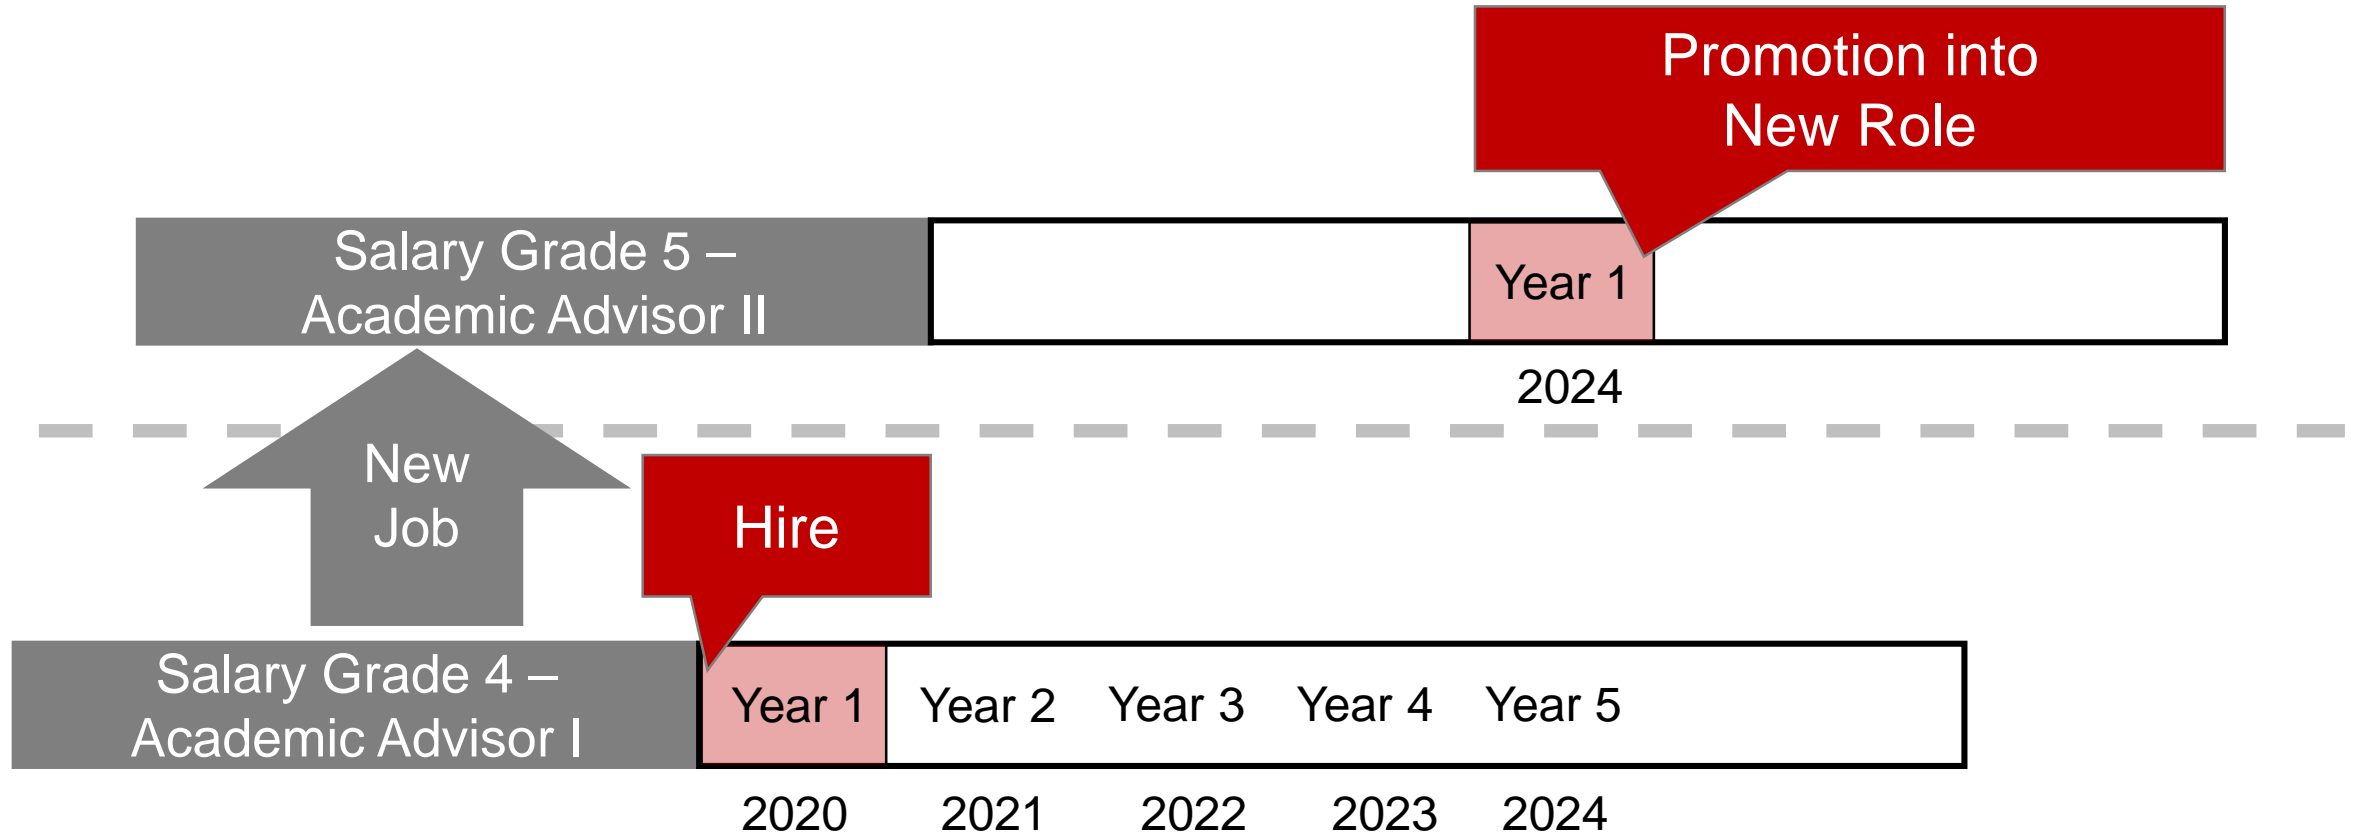 Promotion into
New Role
Salary Grade 5 –
Academic Advisor II
Year 1
2024
New
Job
Hire
Salary Grade 4 –
Academic Advisor I
Year 1 Year 2 Year 3 Year 4 Year 5
2020 2021 2022 2023 2024